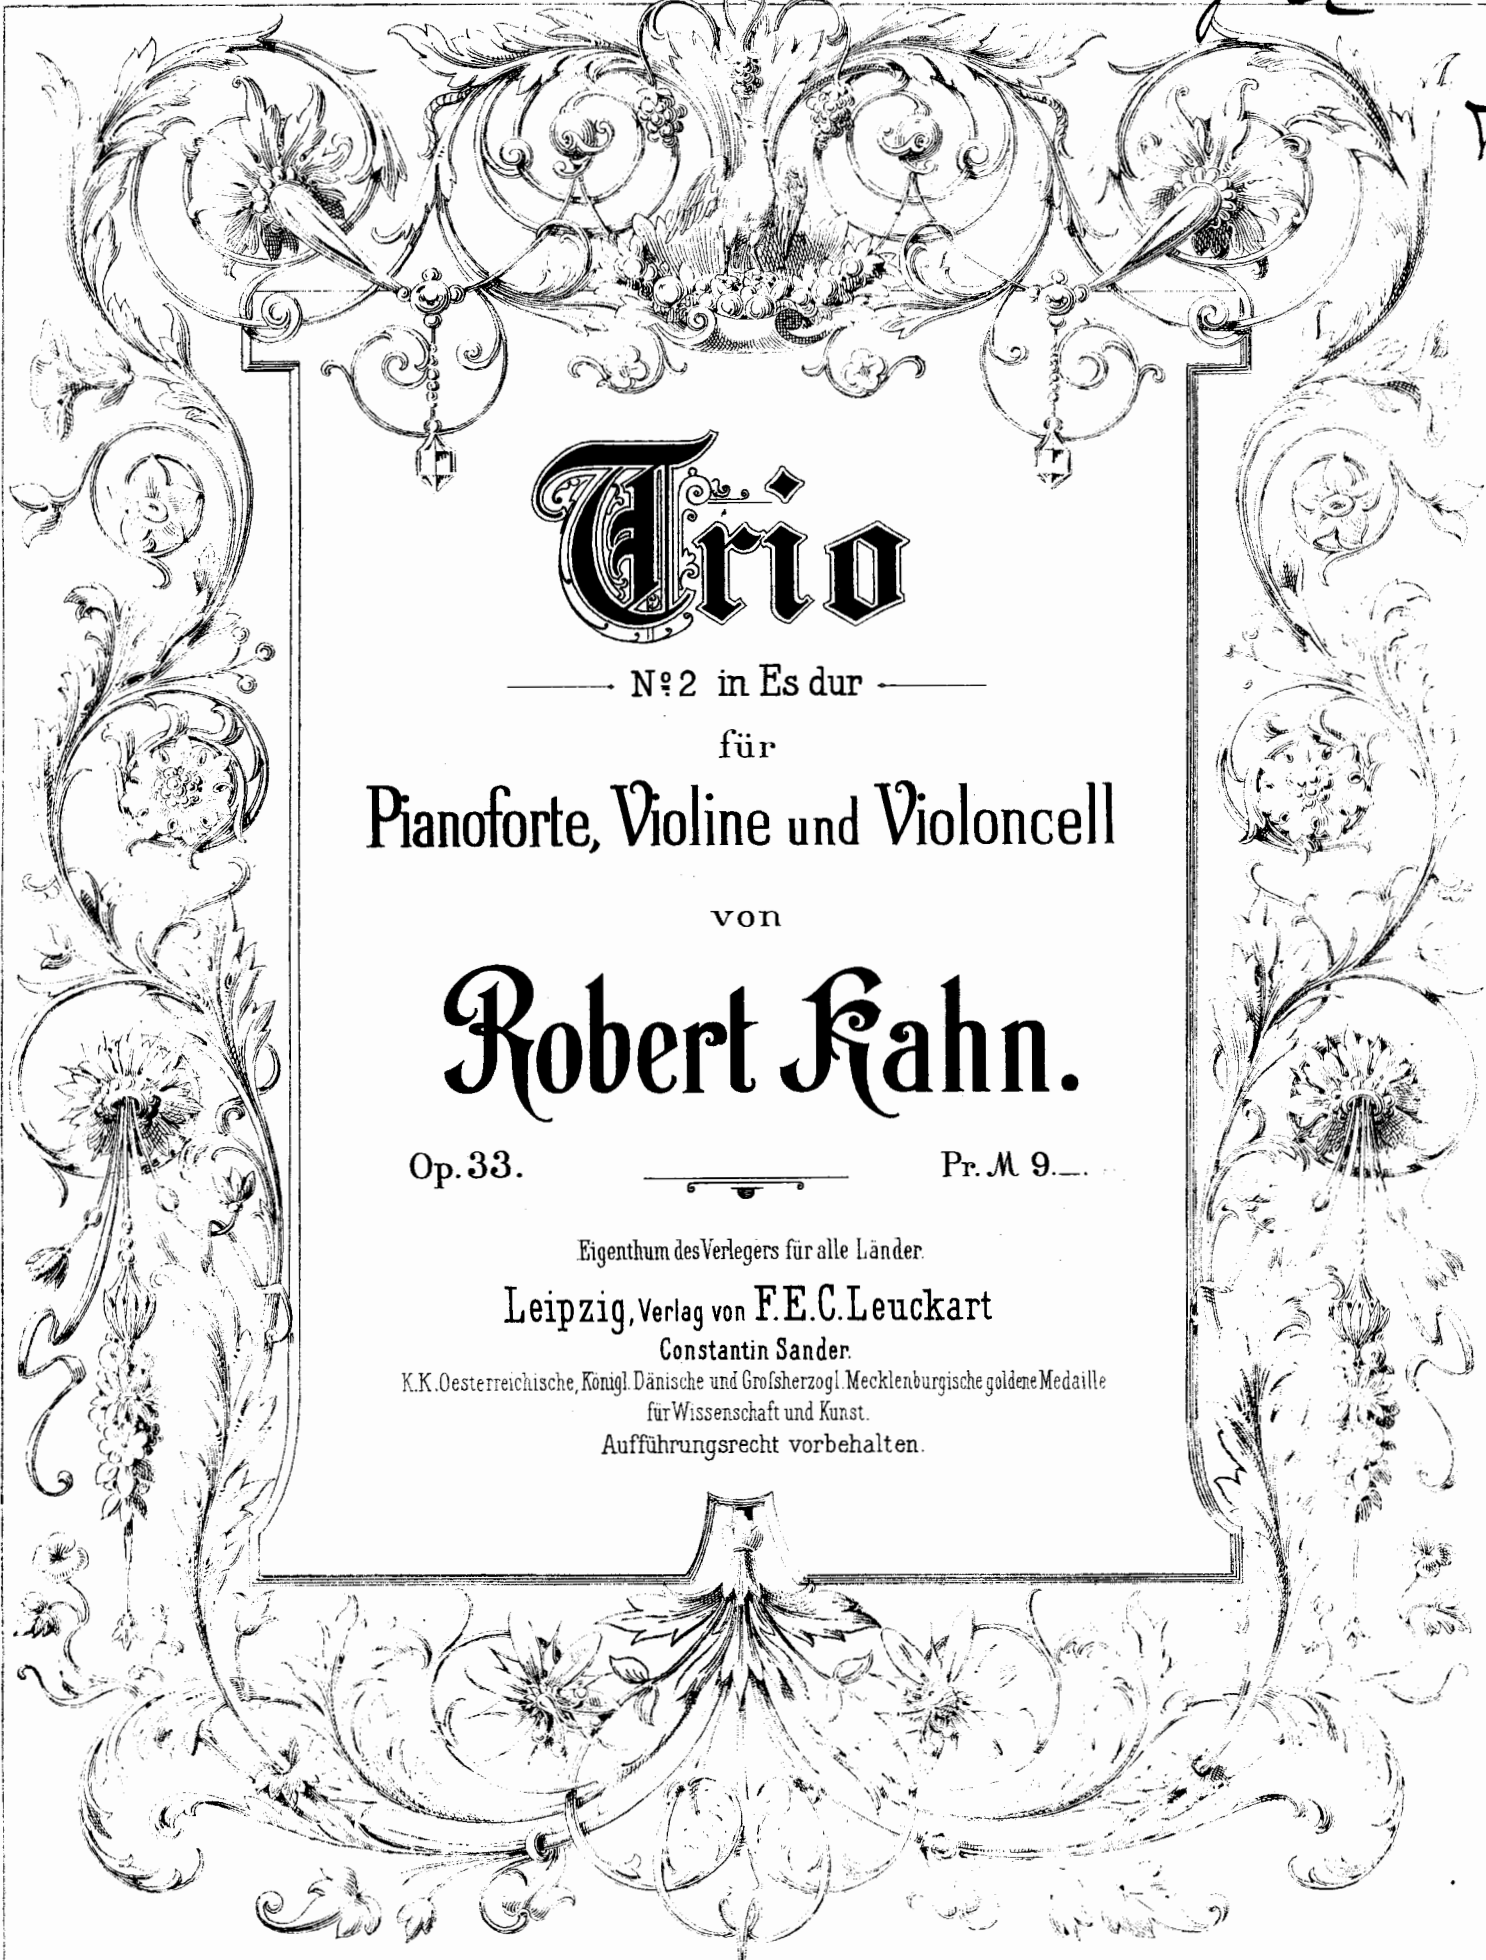 Trio
No. 2 in Es dur
für
Pianoforte, Violine und Violoncell
von
Robert Kahn.
Op. 33.
Pr. M 9._.
Eigenthum des Verlegers für alle Länder.
Leipzig, Verlag von F. E. C. Leuckart
Constantin Sander.
K. K. Oesterreichische, Königl. Dänische und Grofsherzogl. Mecklenburgische goldene Medaille
für Wissenschaft und Kunst.
Aufführungsrecht vorbehalten.